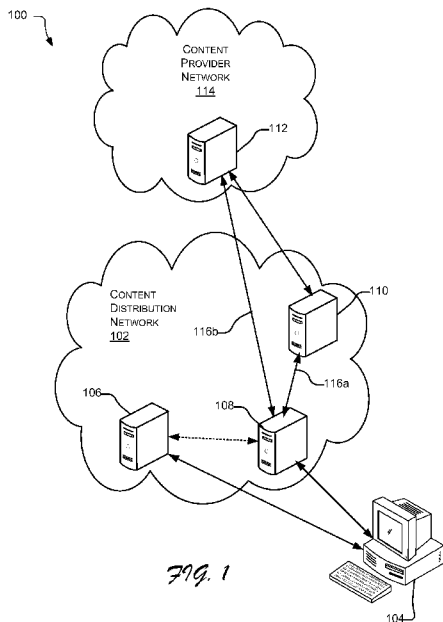 100
CONTENT
PROVIDER
NETWORK
114
112
CONTENT
DISTRIBUTION
NETWORK
102
116b
110
116a
106
108
FIG. 1
104